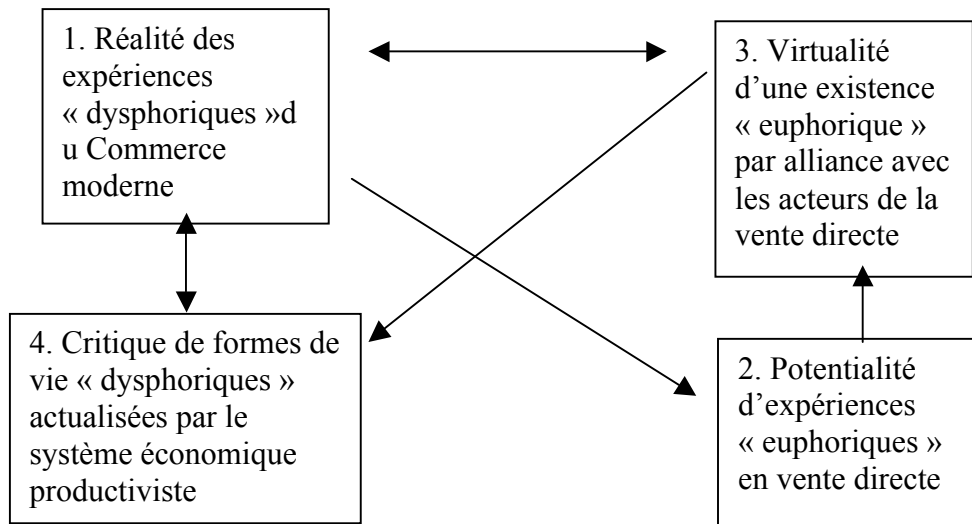 1. Réalité des
expériences
« dysphoriques »d
u Commerce
moderne
3. Virtualité
d’une existence
« euphorique »
par alliance avec
les acteurs de la
vente directe
4. Critique de formes de
vie « dysphoriques »
actualisées par le
système économique
productiviste
2. Potentialité
d’expériences
« euphoriques »
en vente directe